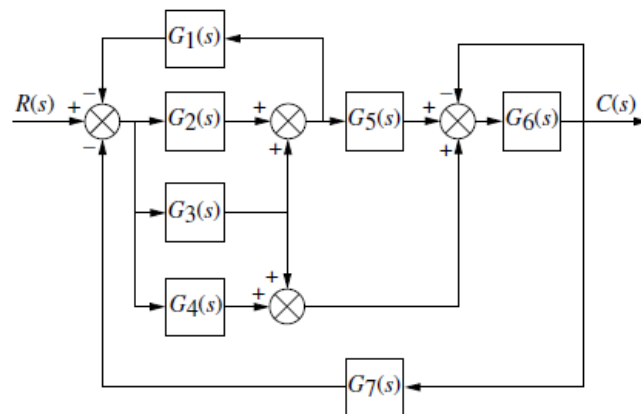 G1(s)
R(s)
+
−
−
G2(s)
+
+
G5(s)
+
−
+
G6(s)
C(s)
G3(s)
G4(s)
+
+
G7(s)